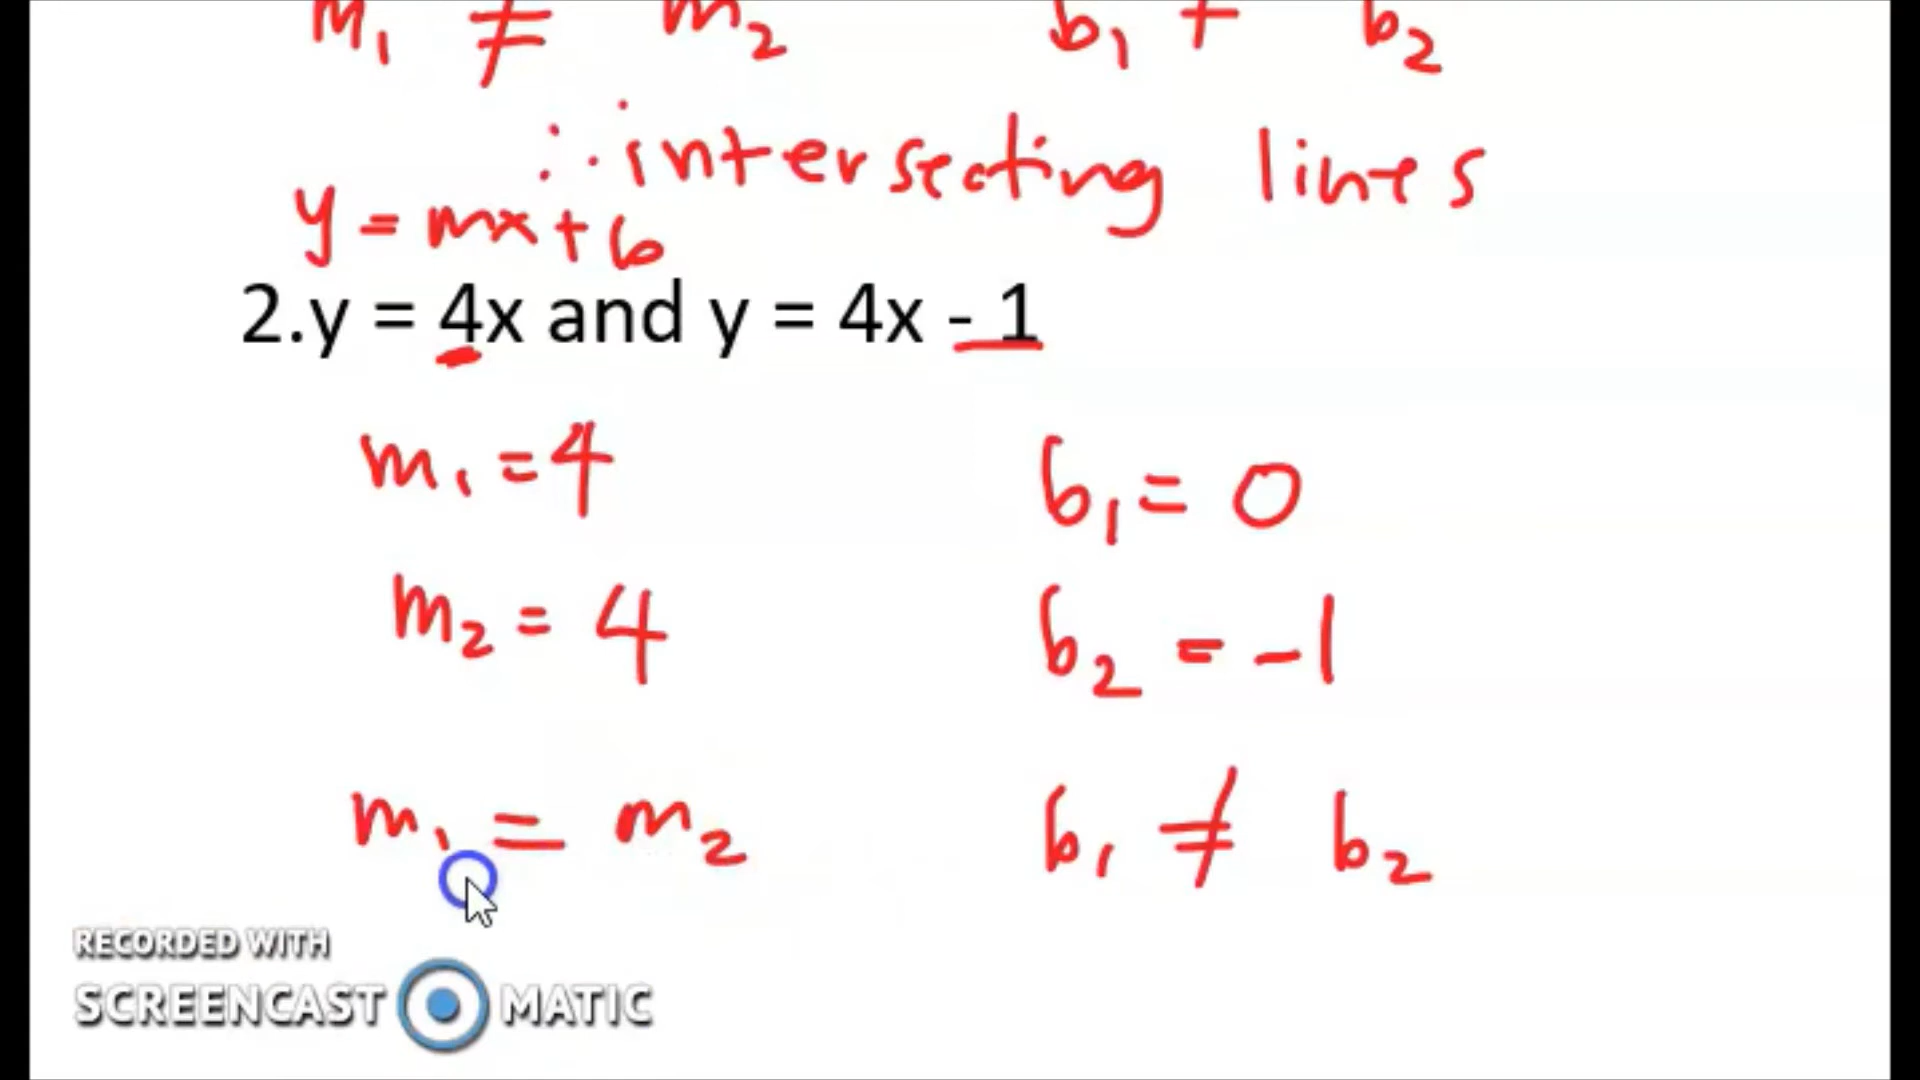 m₁ ≠ m₂ b₁ + b₂
∴ intersecting lines
y = mx + b
2.y = 4x and y = 4x - 1
m₁ = 4 b₁ = 0
m₂ = 4 b₂ = -1
m₁ = m₂ b₁ ≠ b₂
RECORDED WITH
SCREENCAST MATIC